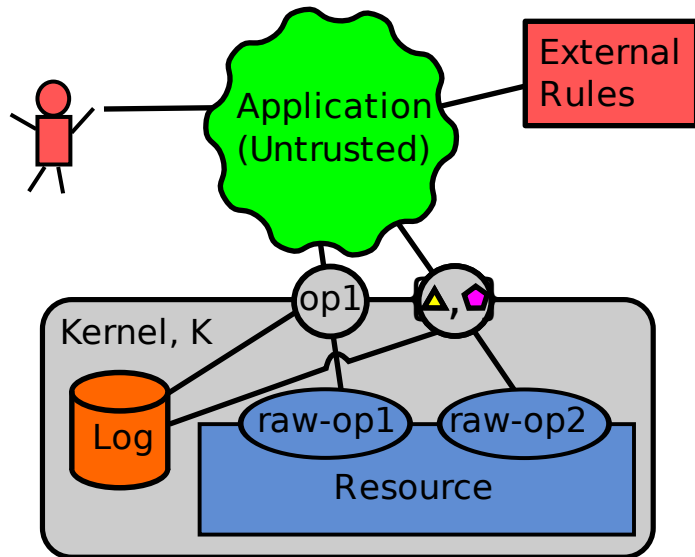 External
Rules
Application
(Untrusted)
op1
,
Kernel, K
Log
raw-op1
raw-op2
Resource